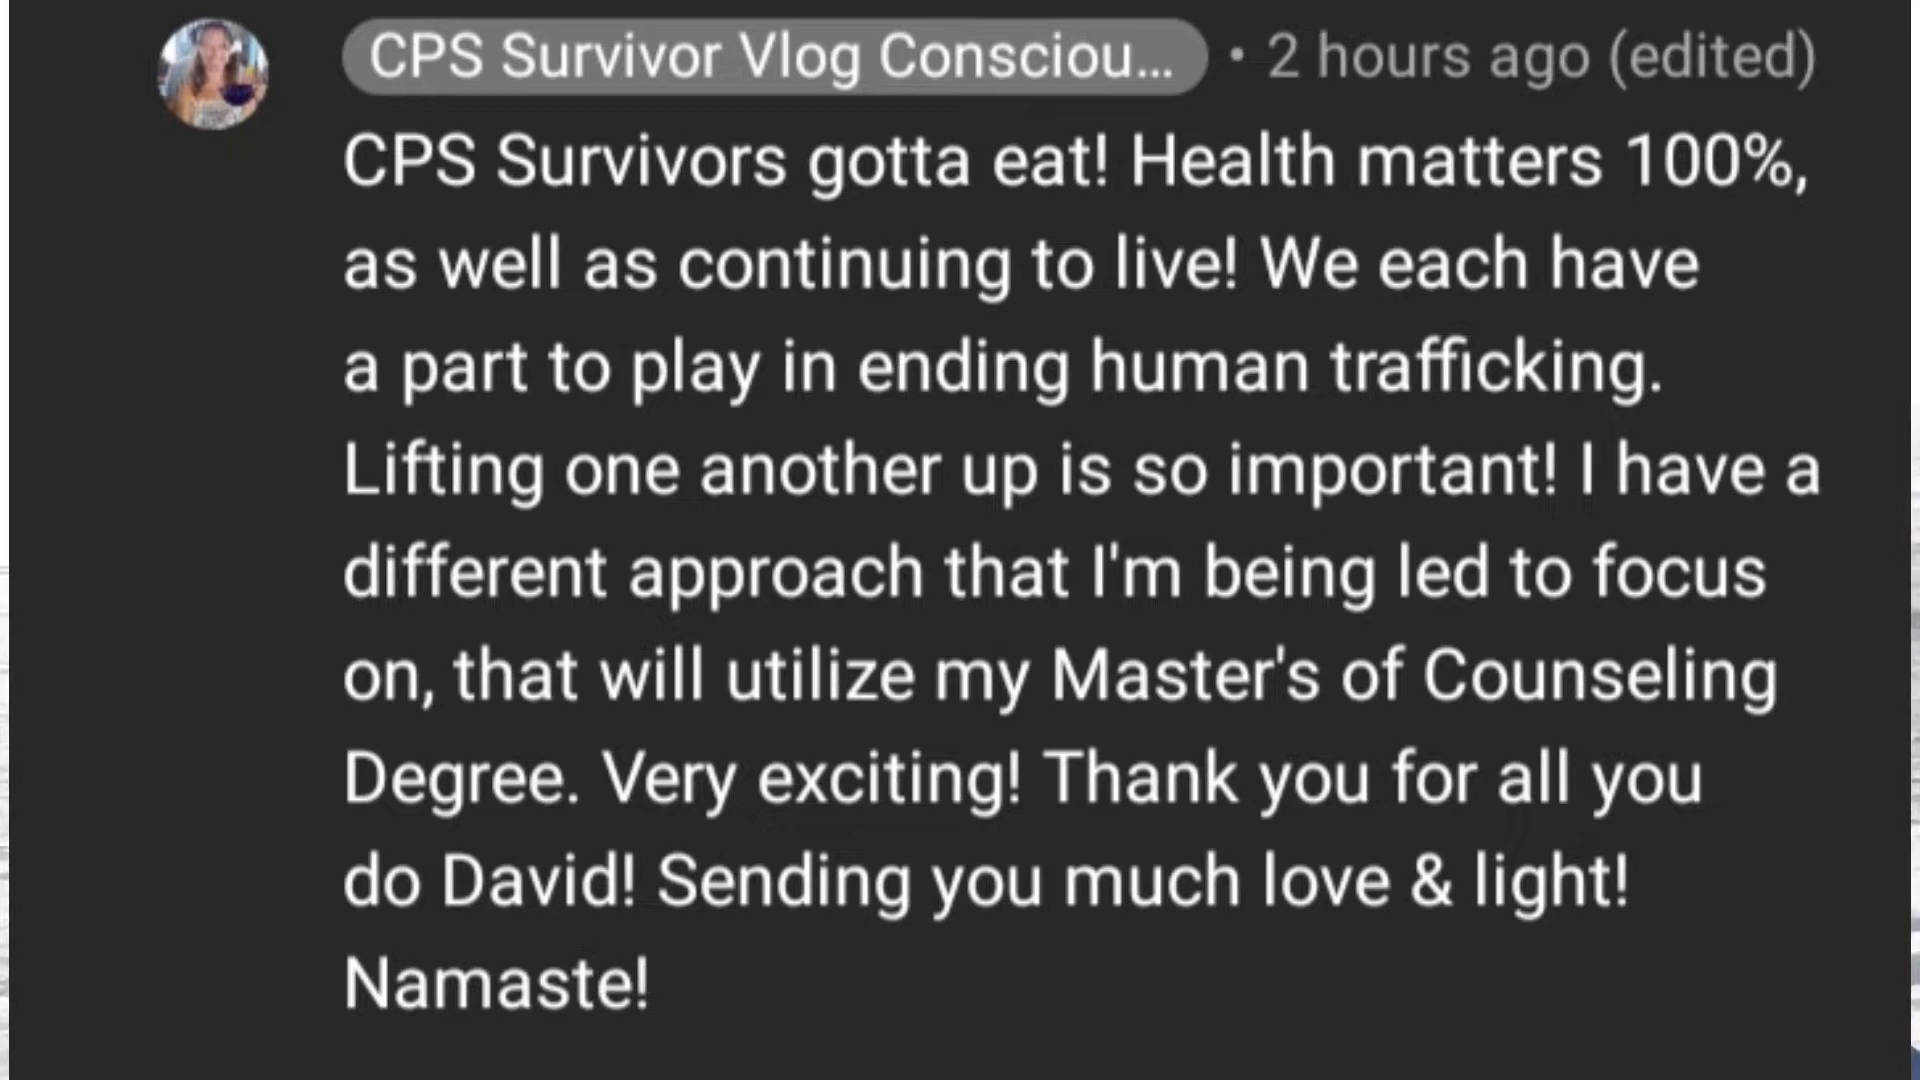 CPS Survivor Vlog Consciou... • 2 hours ago (edited)
CPS Survivors gotta eat! Health matters 100%,
as well as continuing to live! We each have
a part to play in ending human trafficking.
Lifting one another up is so important! I have a
different approach that I'm being led to focus
on, that will utilize my Master's of Counseling
Degree. Very exciting! Thank you for all you
do David! Sending you much love & light!
Namaste!